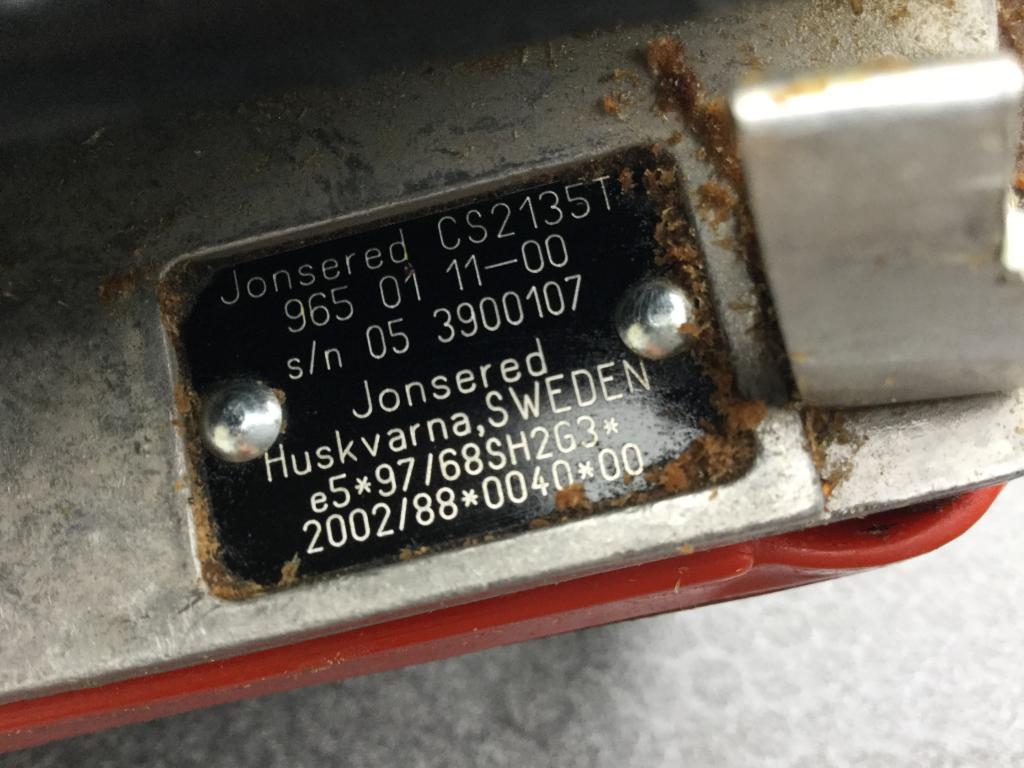 Jonsered CS2135T
965 01 11-00
s/n 05 3900107
Jonsered
Huskvarna,SWEDEN
e5*97/68SH2G3*
2002/88*0040*00